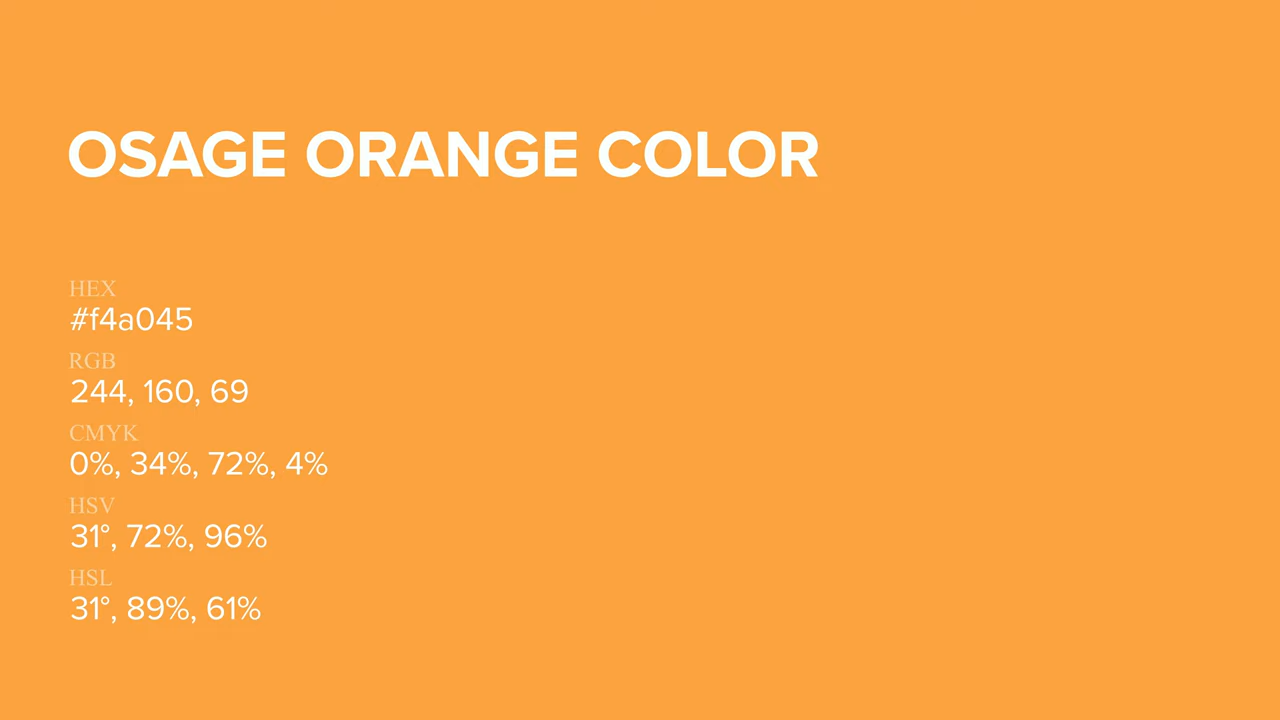 OSAGE ORANGE COLOR
HEX
#f4a045
RGB
244, 160, 69
CMYK
0%, 34%, 72%, 4%
HSV
31°, 72%, 96%
HSL
31°, 89%, 61%